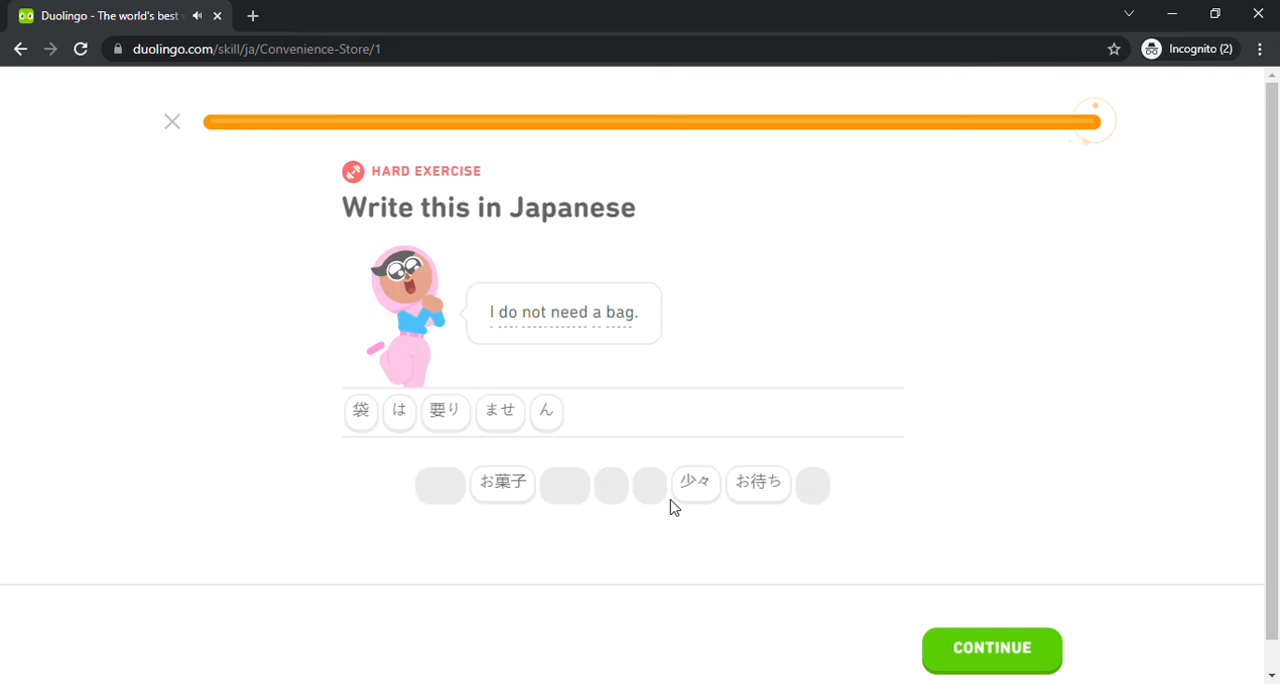 Duolingo - The world's best
duolingo.com/skill/ja/Convenience-Store/1
Incognito (2)
HARD EXERCISE
Write this in Japanese
I do not need a bag.
袋 は 要り ませ ん
お菓子 少々 お待ち
CONTINUE